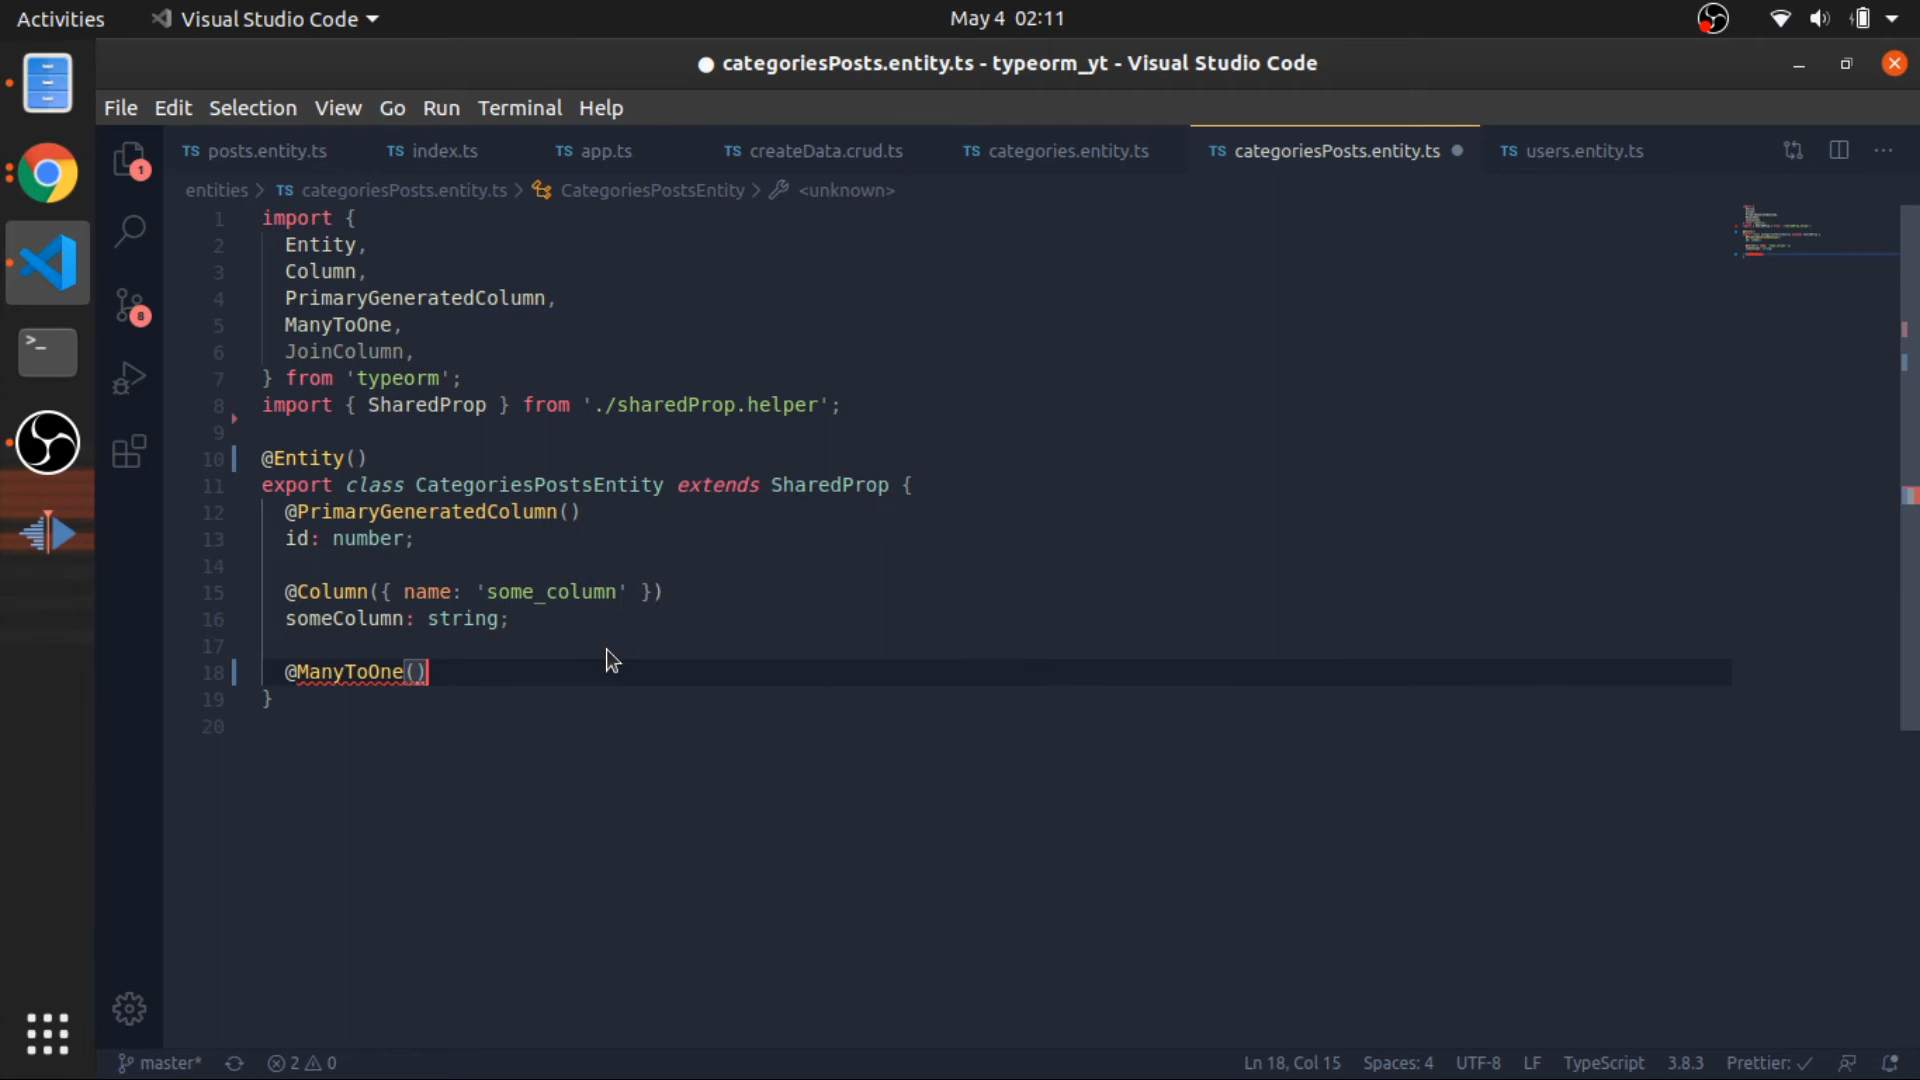 Activities
Visual Studio Code
May 4 02:11
categoriesPosts.entity.ts - typeorm_yt - Visual Studio Code
File Edit Selection View Go Run Terminal Help
TS posts.entity.ts TS index.ts TS app.ts TS createData.crud.ts TS categories.entity.ts TS categoriesPosts.entity.ts TS users.entity.ts
entities > TS categoriesPosts.entity.ts > CategoriesPostsEntity > <unknown>
1 import {
2 Entity,
3 Column,
4 PrimaryGeneratedColumn,
5 ManyToOne,
6 JoinColumn,
7 } from 'typeorm';
8 import { SharedProp } from './sharedProp.helper';
9
10 @Entity()
11 export class CategoriesPostsEntity extends SharedProp {
12 @PrimaryGeneratedColumn()
13 id: number;
14
15 @Column({ name: 'some_column' })
16 someColumn: string;
17
18 @ManyToOne()
19 }
20
1
8
master* 2 0 Ln 18, Col 15 Spaces: 4 UTF-8 LF TypeScript 3.8.3 Prettier: ✓